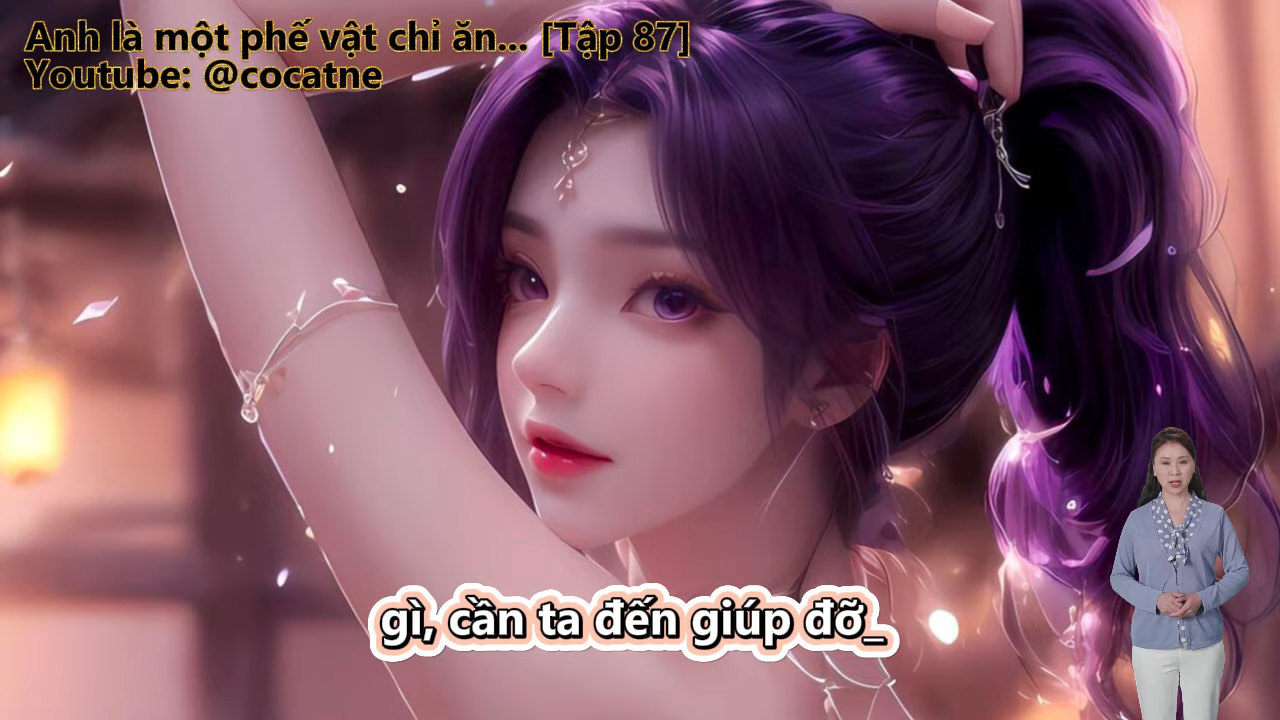 Anh là một phế vật chỉ ăn... [Tập 87]
Youtube: @cocatne
gì, cần ta đến giúp đỡ_